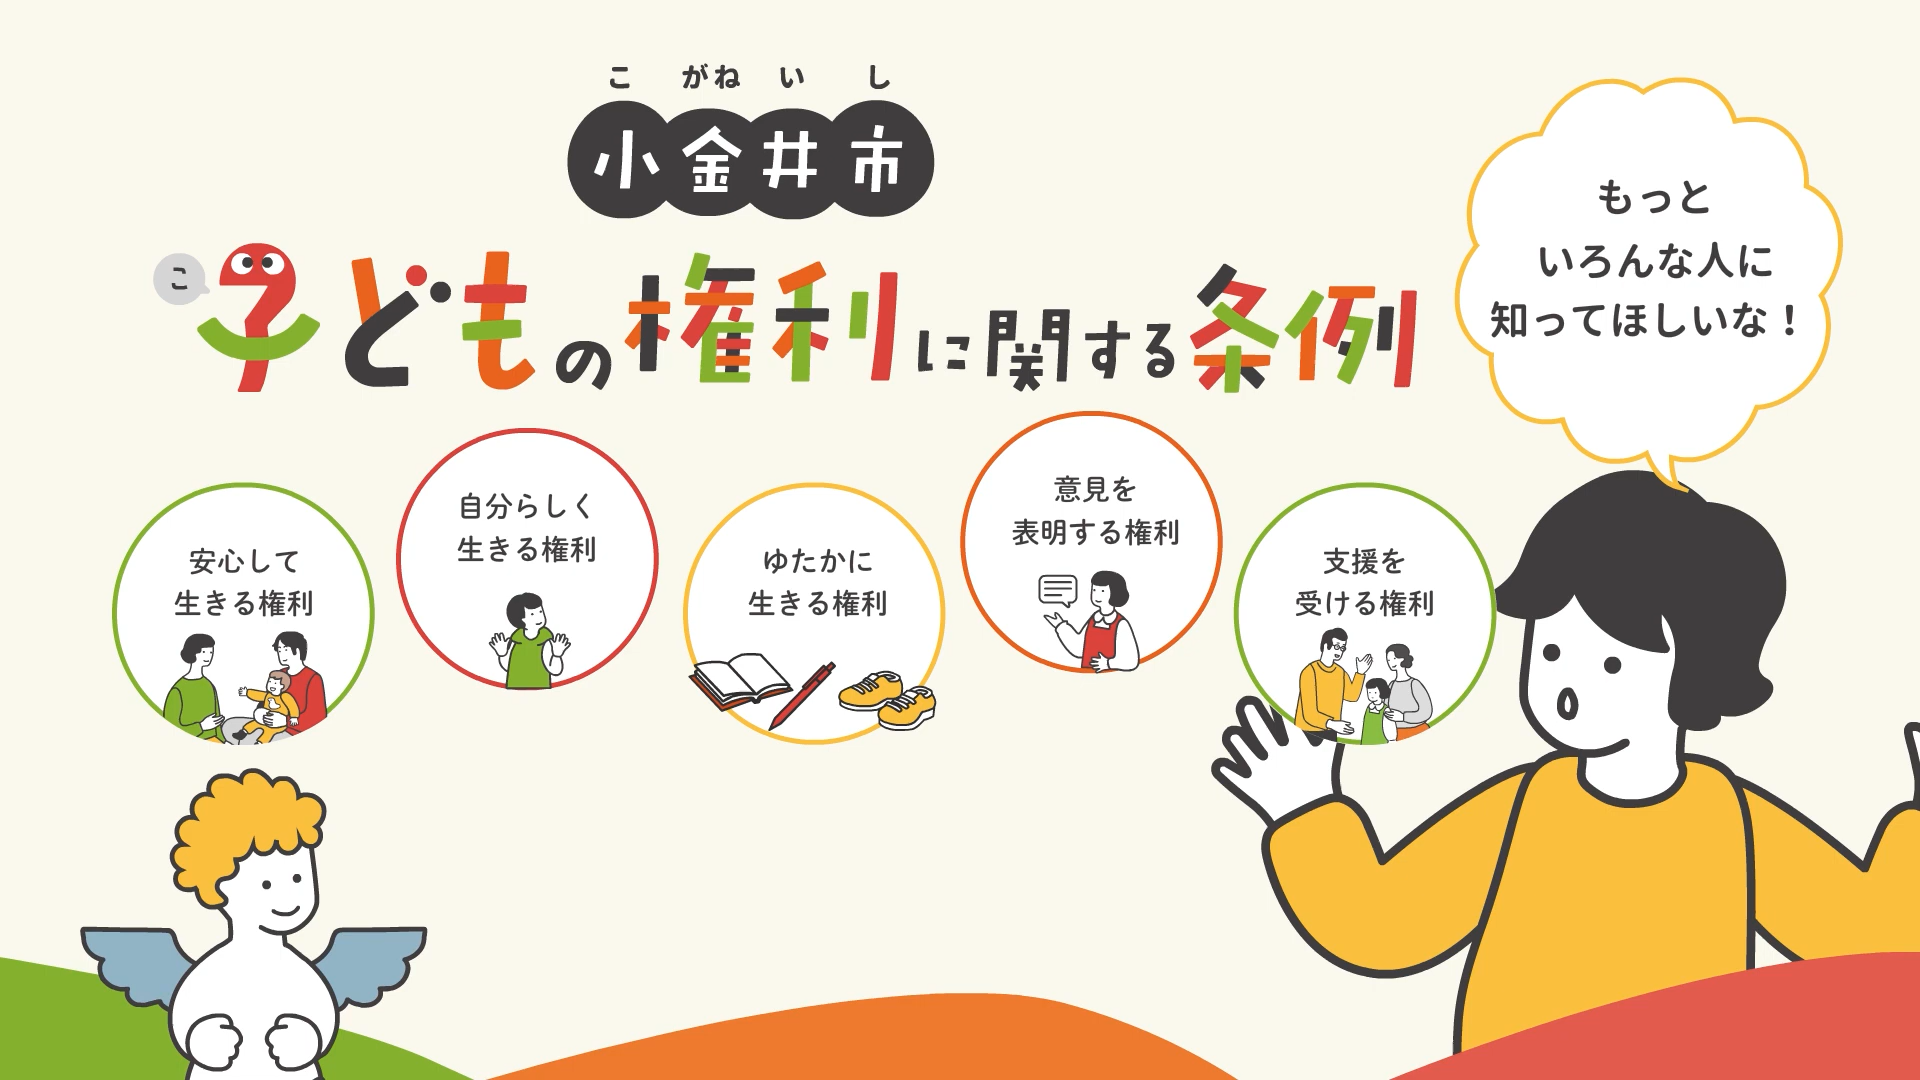 こがねいし
小金井市
こ
子どもの権利に関する条例
もっと
いろんな人に
知ってほしいな！
安心して
生きる権利
自分らしく
生きる権利
ゆたかに
生きる権利
意見を
表明する権利
支援を
受ける権利